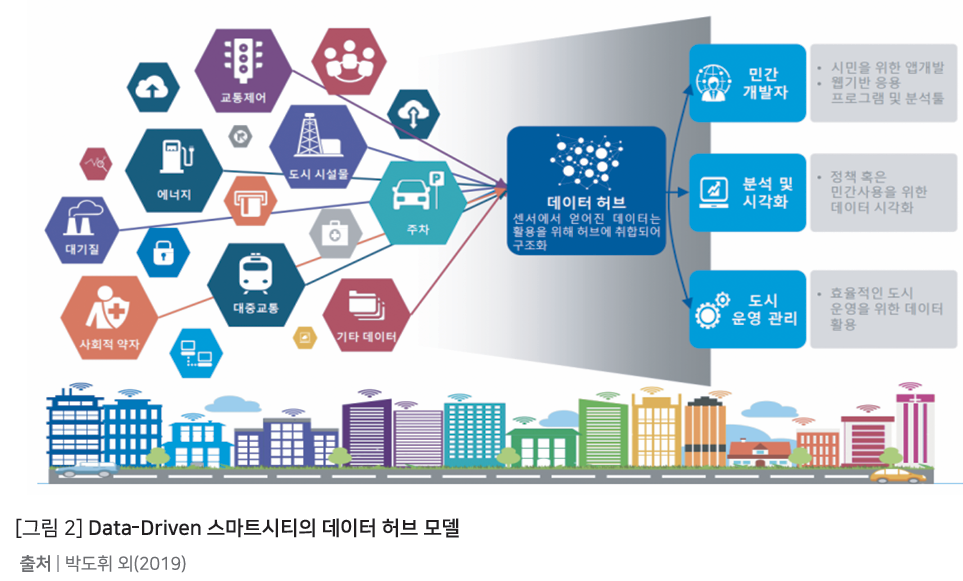 교통제어
에너지
도시 시설물
대기질
주차
사회적 약자
대중교통
기타 데이터
P
데이터 허브
센서에서 얻어진 데이터는
활용을 위해 허브에 취합되어
구조화
민간
개발자
• 시민을 위한 앱개발
• 웹기반 응용
프로그램 및 분석툴
분석 및
시각화
• 정책 혹은
민간사용을 위한
데이터 시각화
도시
운영 관리
• 효율적인 도시
운영을 위한 데이터
활용
[그림 2] Data-Driven 스마트시티의 데이터 허브 모델
출처 | 박도휘 외(2019)